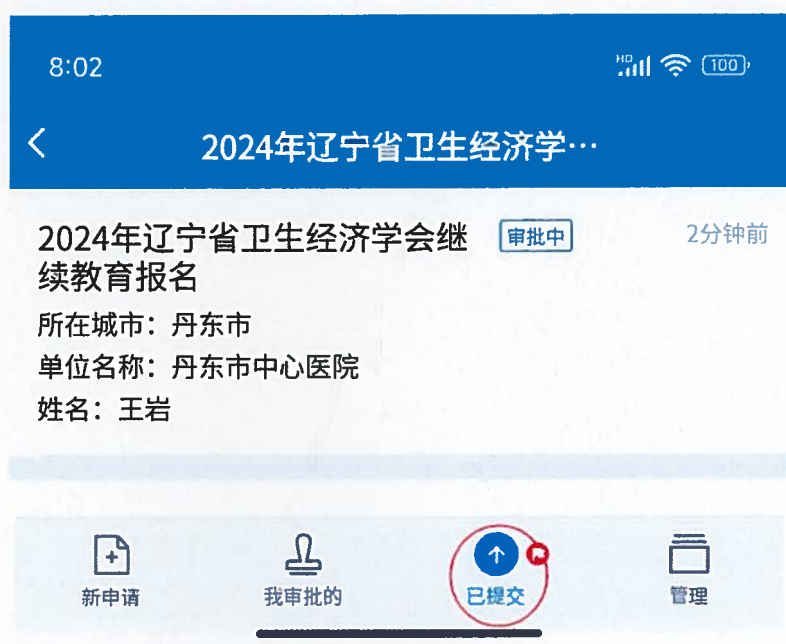 8:02
HD
100
2024年辽宁省卫生经济学…
2024年辽宁省卫生经济学会继
审批中
2分钟前
续教育报名
所在城市：丹东市
单位名称：丹东市中心医院
姓名：王岩
新申请
我审批的
已提交
管理